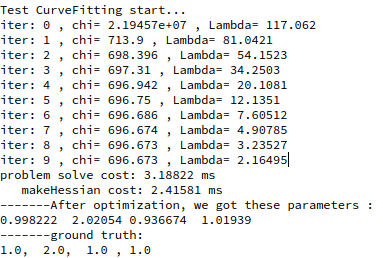 Test CurveFitting start...
iter: 0 , chi= 2.19457e+07 , Lambda= 117.062
iter: 1 , chi= 713.9 , Lambda= 81.0421
iter: 2 , chi= 698.396 , Lambda= 54.1523
iter: 3 , chi= 697.31 , Lambda= 34.2503
iter: 4 , chi= 696.942 , Lambda= 20.1081
iter: 5 , chi= 696.75 , Lambda= 12.1351
iter: 6 , chi= 696.686 , Lambda= 7.60512
iter: 7 , chi= 696.674 , Lambda= 4.90785
iter: 8 , chi= 696.673 , Lambda= 3.23527
iter: 9 , chi= 696.673 , Lambda= 2.16495
problem solve cost: 3.18822 ms
   makeHessian cost: 2.41581 ms
-------After optimization, we got these parameters :
0.998222  2.02054 0.936674  1.01939
-------ground truth:
1.0,  2.0,  1.0 , 1.0